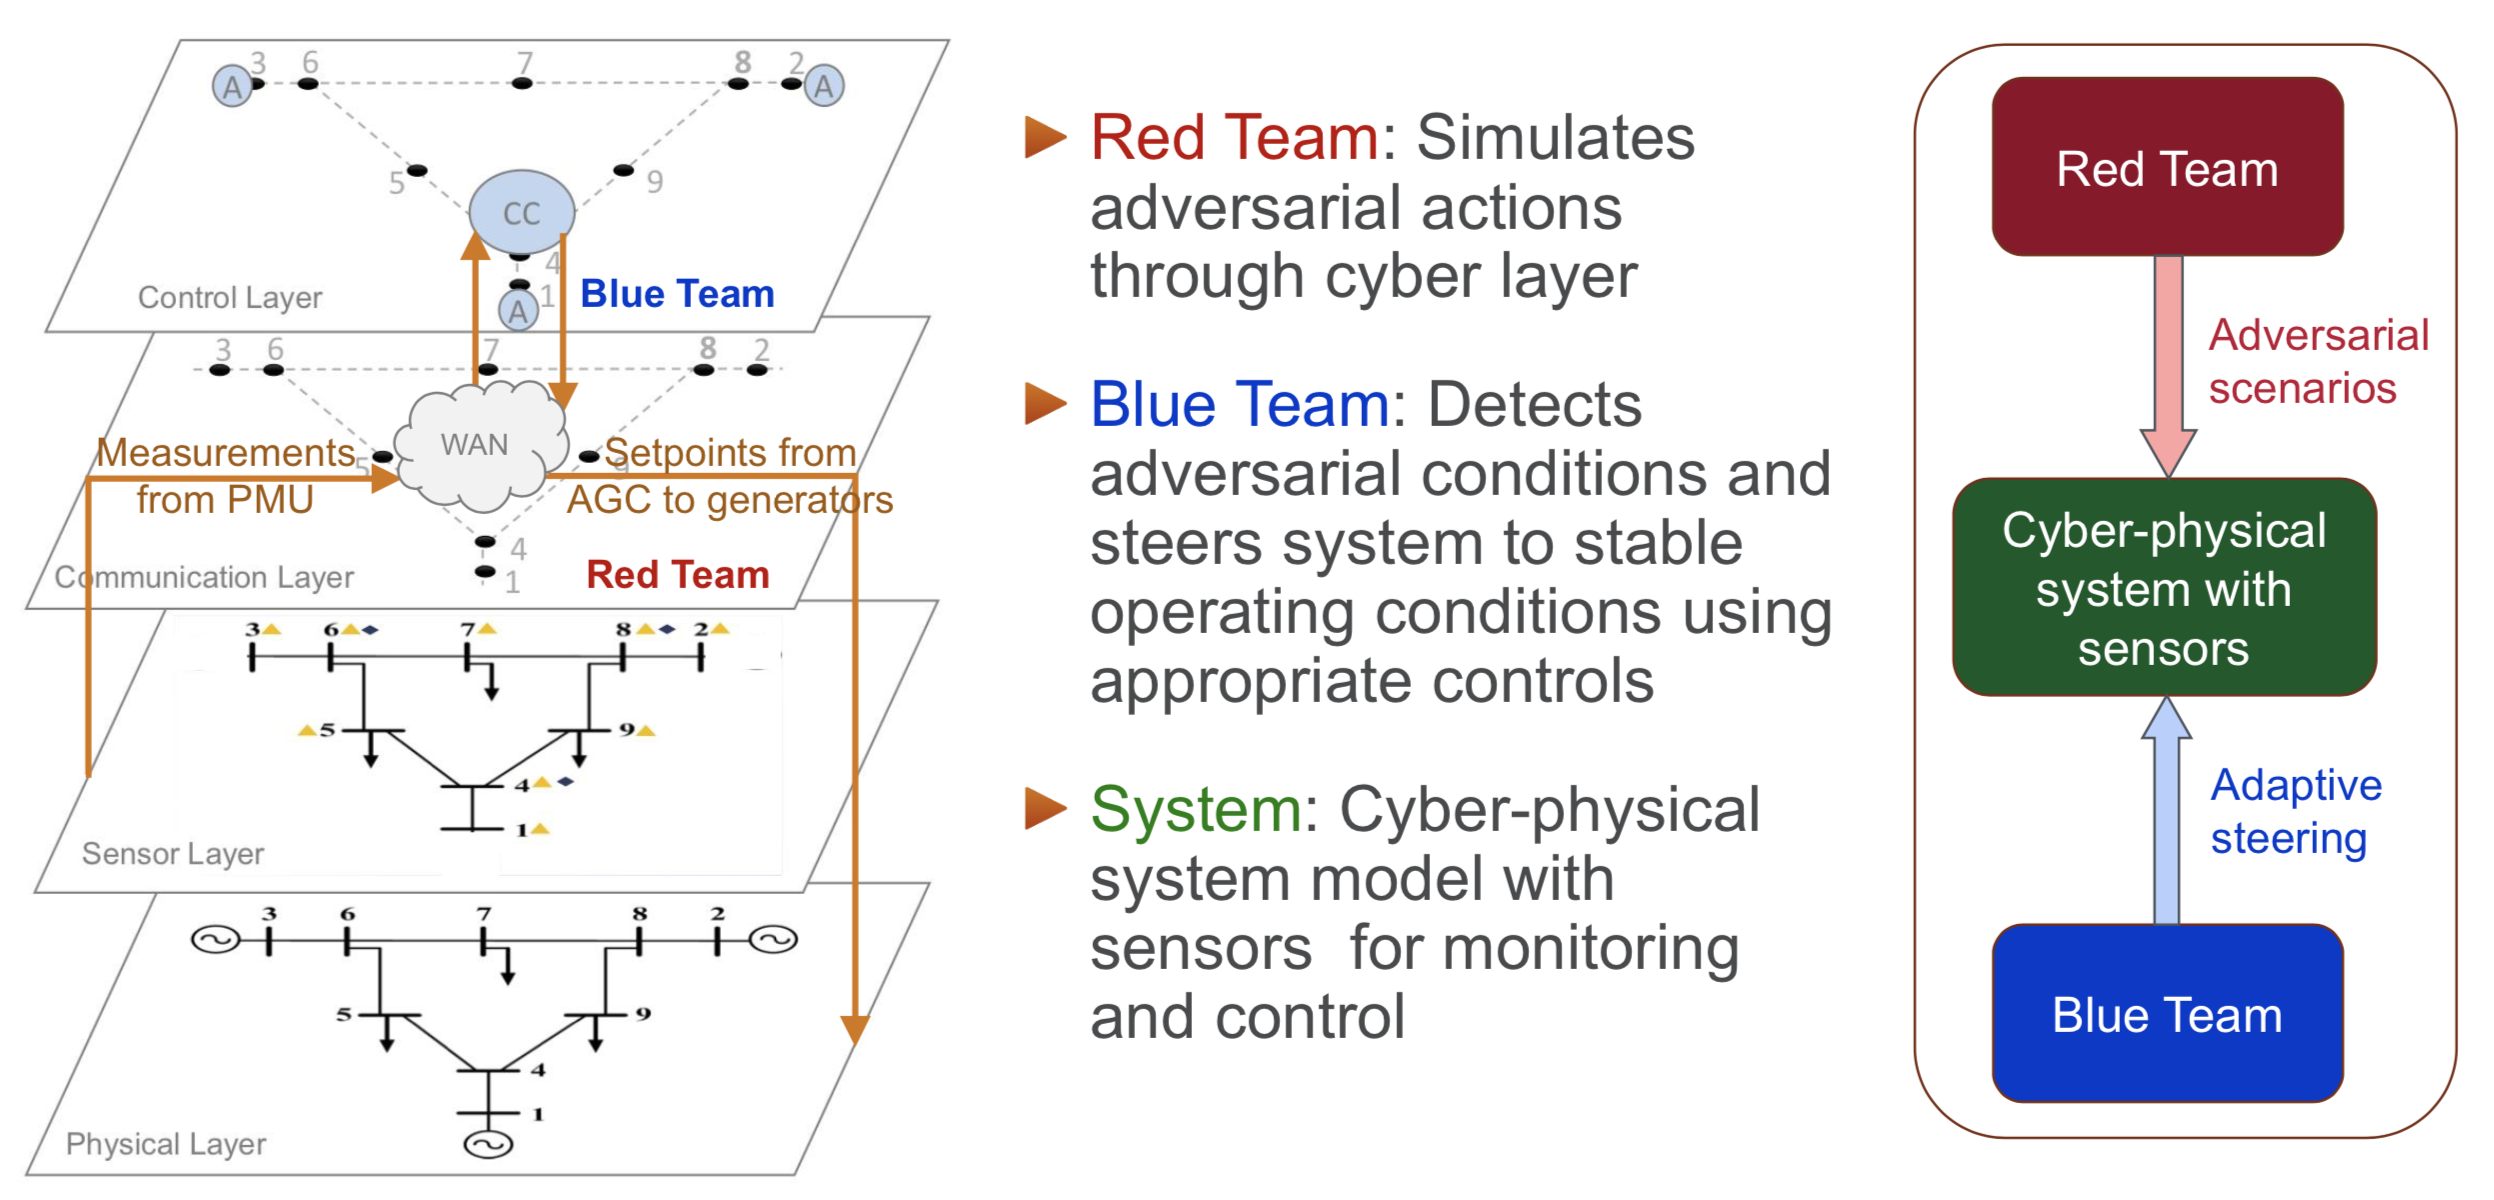 3 6 7 8 2
A A
5 9
CC
4
1
A
Control Layer
Blue Team
3 6 7 8 2
WAN
Measurements
from PMU
5
Setpoints from
AGC to generators
9
4
1
Communication Layer
Red Team
3 6 7 8 2
5 9
4
1
Sensor Layer
3 6 7 8 2
5 9
4
1
Physical Layer
Red Team: Simulates
adversarial actions
through cyber layer
Blue Team: Detects
adversarial conditions and
steers system to stable
operating conditions using
appropriate controls
System: Cyber-physical
system model with
sensors for monitoring
and control
Red Team
Adversarial
scenarios
Cyber-physical
system with
sensors
Adaptive
steering
Blue Team